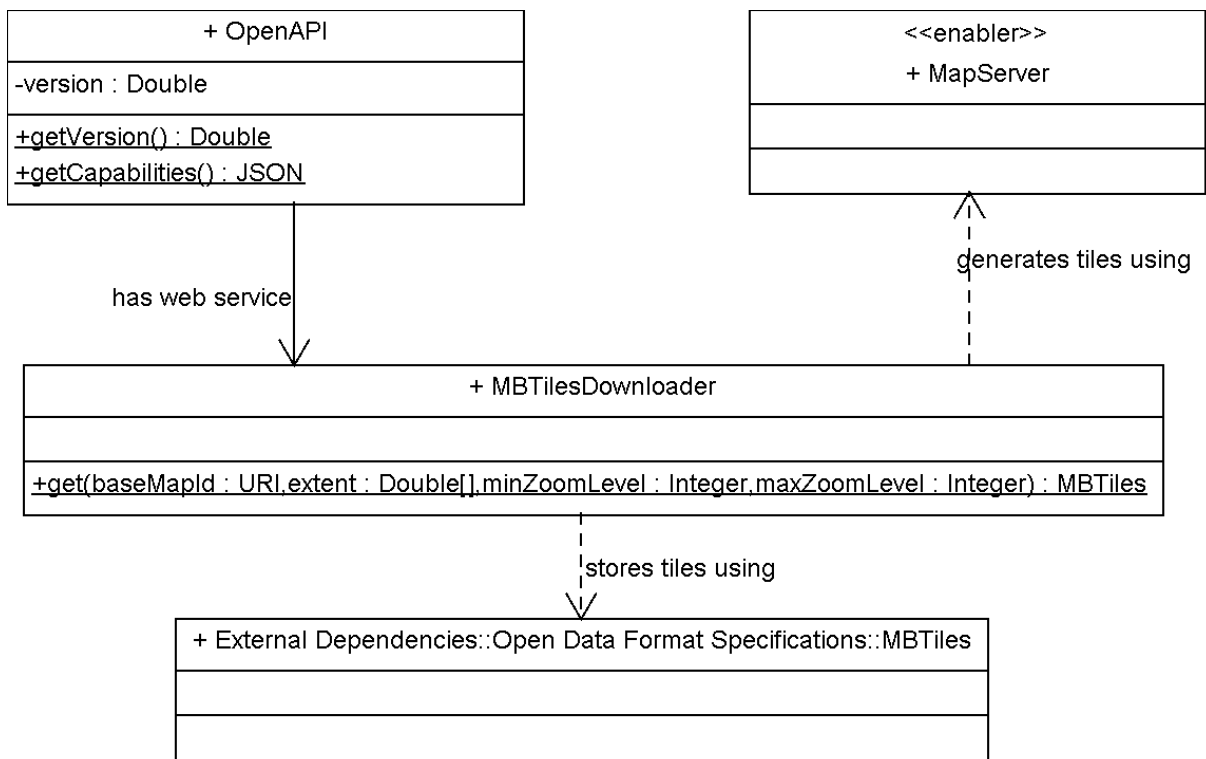 + OpenAPI
-version : Double
+getVersion() : Double
+getCapabilities() : JSON
<<enabler>>
+ MapServer
has web service
generates tiles using
+ MBTilesDownloader
+get(baseMapId : URI,extent : Double[],minZoomLevel : Integer,maxZoomLevel : Integer) : MBTiles
stores tiles using
+ External Dependencies::Open Data Format Specifications::MBTiles